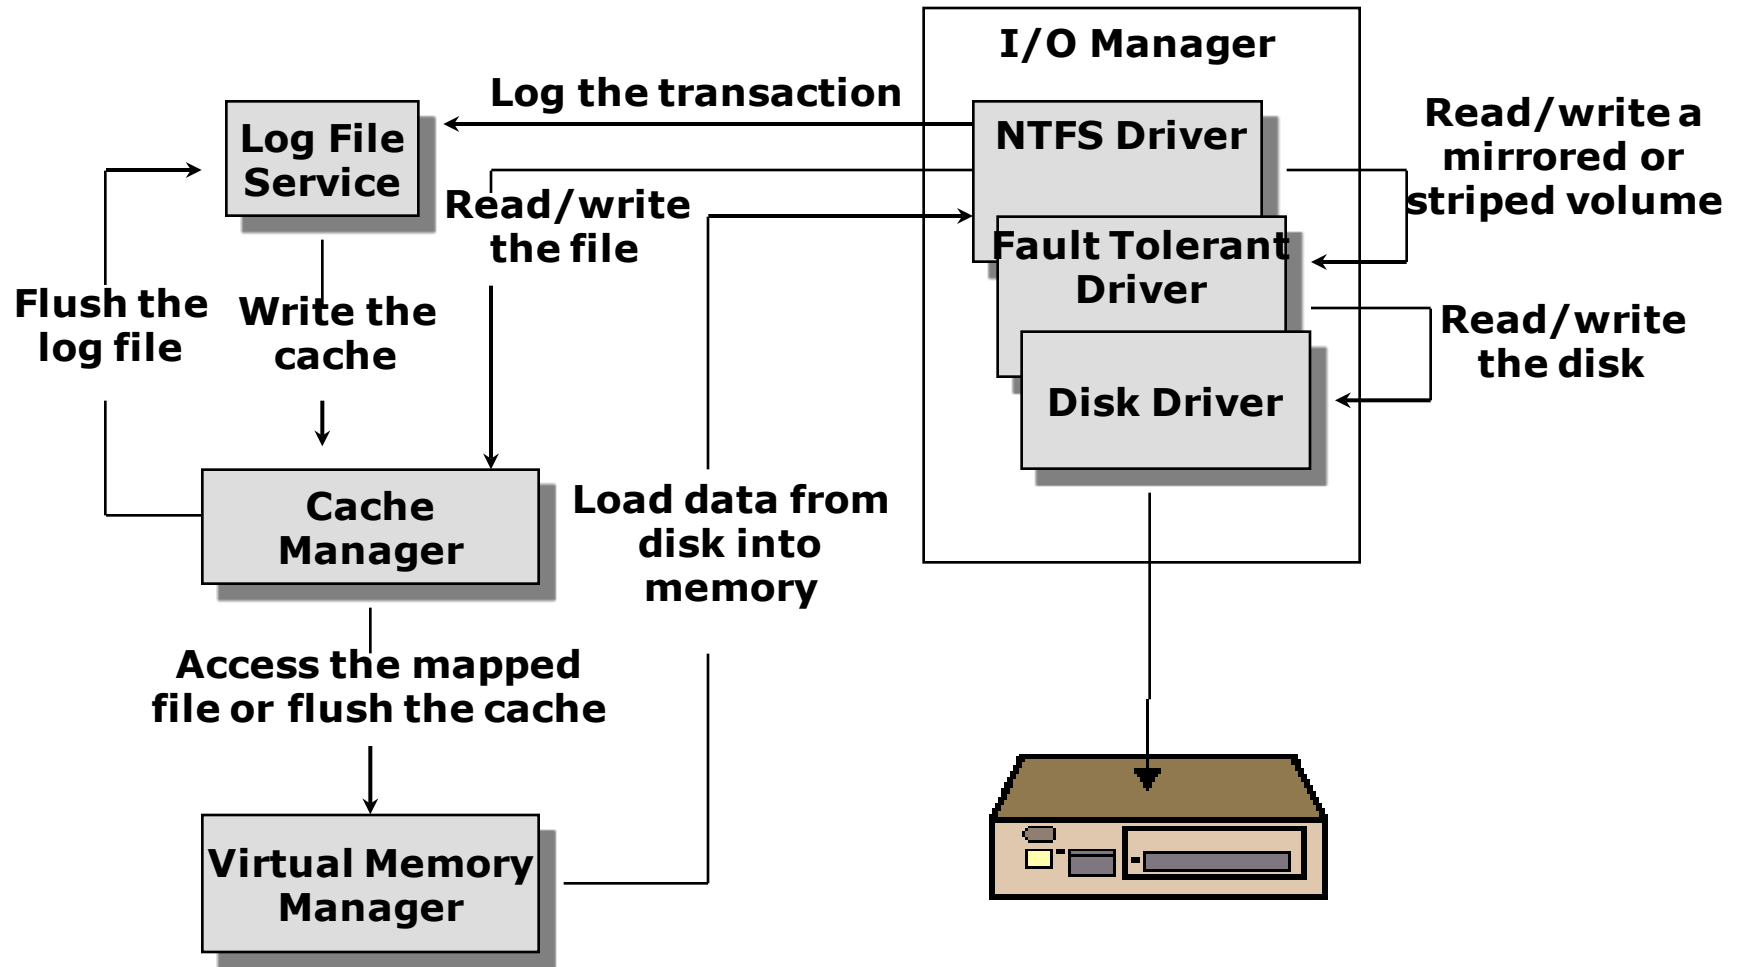 I/O Manager
Log the transaction
Log File
Service
NTFS Driver
Read/write a
mirrored or
striped volume
Read/write
the file
Fault Tolerant
Driver
Flush the
log file
Write the
cache
Read/write
the disk
Disk Driver
Cache
Manager
Load data from
disk into
memory
Access the mapped
file or flush the cache
Virtual Memory
Manager